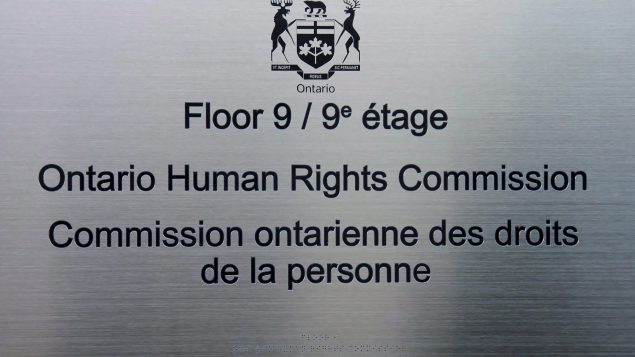 Ontario
Floor 9 / 9e étage
Ontario Human Rights Commission
Commission ontarienne des droits
de la personne